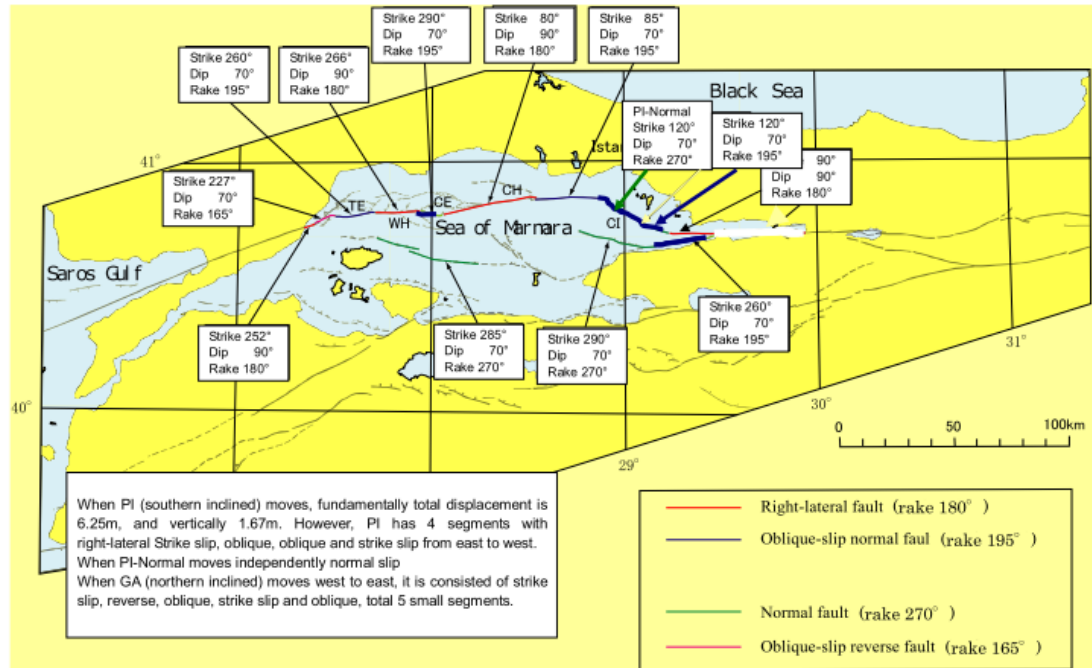 Strike 290°
Dip 70°
Rake 195°
Strike 80°
Dip 90°
Rake 180°
Strike 85°
Dip 70°
Rake 195°
Strike 260°
Dip 70°
Rake 195°
Strike 266°
Dip 90°
Rake 180°
Black Sea
PI-Normal
Strike 120°
Dip 70°
Rake 270°
Strike 120°
Dip 70°
Rake 195°
Istan
90°
Dip 90°
Rake 180°
41°
Strike 227°
Dip 70°
Rake 165°
TE
WH
CE
CH
CI
Sea of Marmara
Saros Gulf
Strike 252°
Dip 90°
Rake 180°
Strike 285°
Dip 70°
Rake 270°
Strike 290°
Dip 70°
Rake 270°
Strike 260°
Dip 70°
Rake 195°
31°
40°
30°
29°
0 50 100km
When PI (southern inclined) moves, fundamentally total displacement is
6.25m, and vertically 1.67m. However, PI has 4 segments with
right-lateral Strike slip, oblique, oblique and strike slip from east to west.
When PI-Normal moves independently normal slip
When GA (northern inclined) moves west to east, it is consisted of strike
slip, reverse, oblique, strike slip and oblique, total 5 small segments.
Right-lateral fault (rake 180°)
Oblique-slip normal faul (rake 195°)
Normal fault (rake 270°)
Oblique-slip reverse fault (rake 165°)